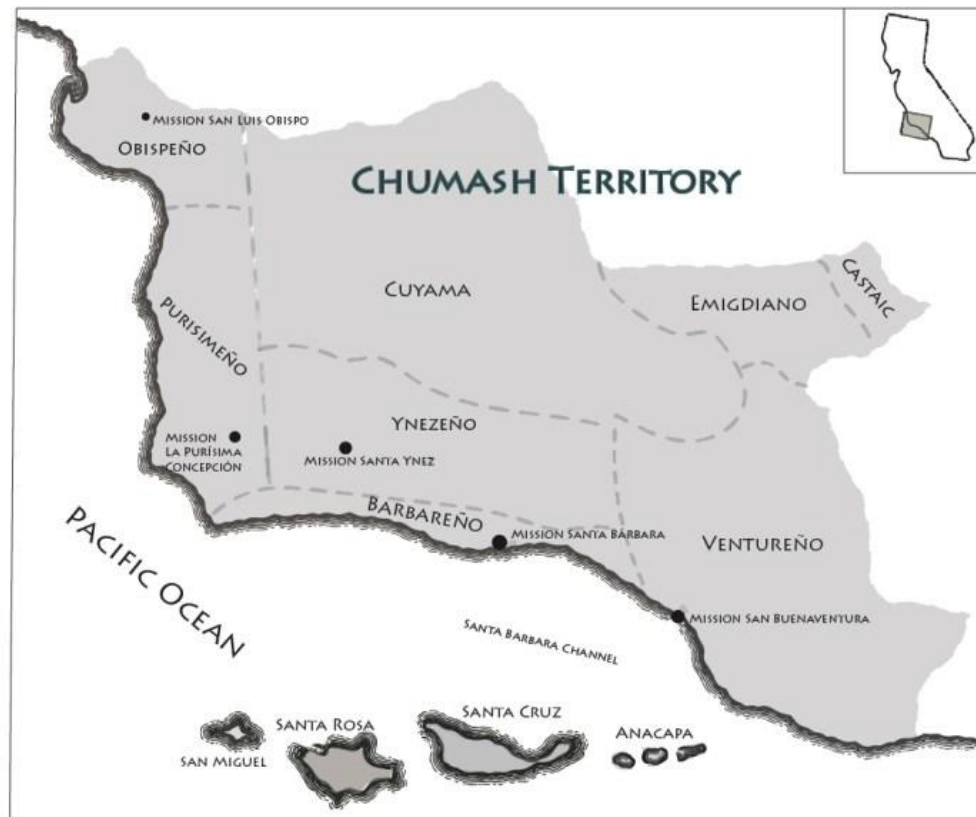 Mission San Luis Obispo
Obispeño
Chumash Territory
Cuyama
Emigdiano
Castaic
Purisimeño
Ynezeño
Mission
La Purísima
Concepción
Mission Santa Ynez
Barbareño
Mission Santa Bárbara
Ventureño
Pacific Ocean
Mission San Buenaventura
Santa Barbara Channel
Santa Rosa
Santa Cruz
Anacapa
San Miguel